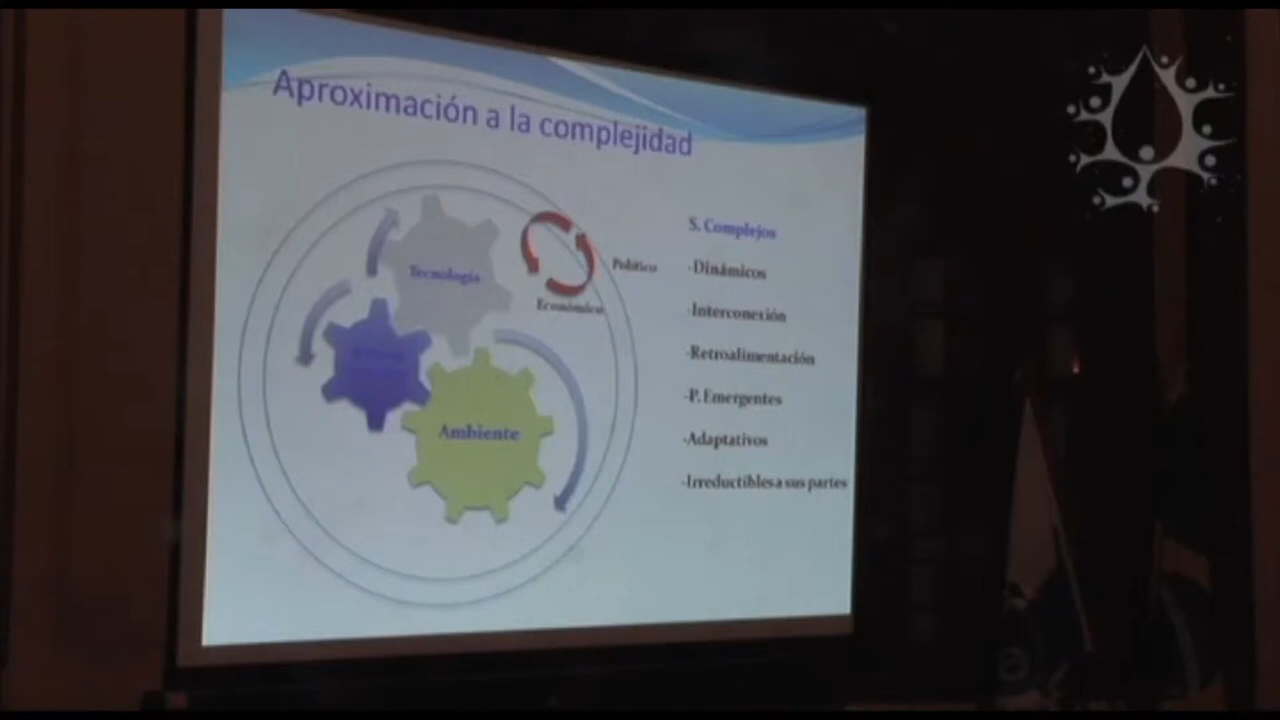 Aproximación a la complejidad
Tecnología
Político
Económico
Ambiente
S. Complejos
-Dinámicos
-Interconexión
-Retroalimentación
-P. Emergentes
-Adaptativos
-Irreductibles a sus partes